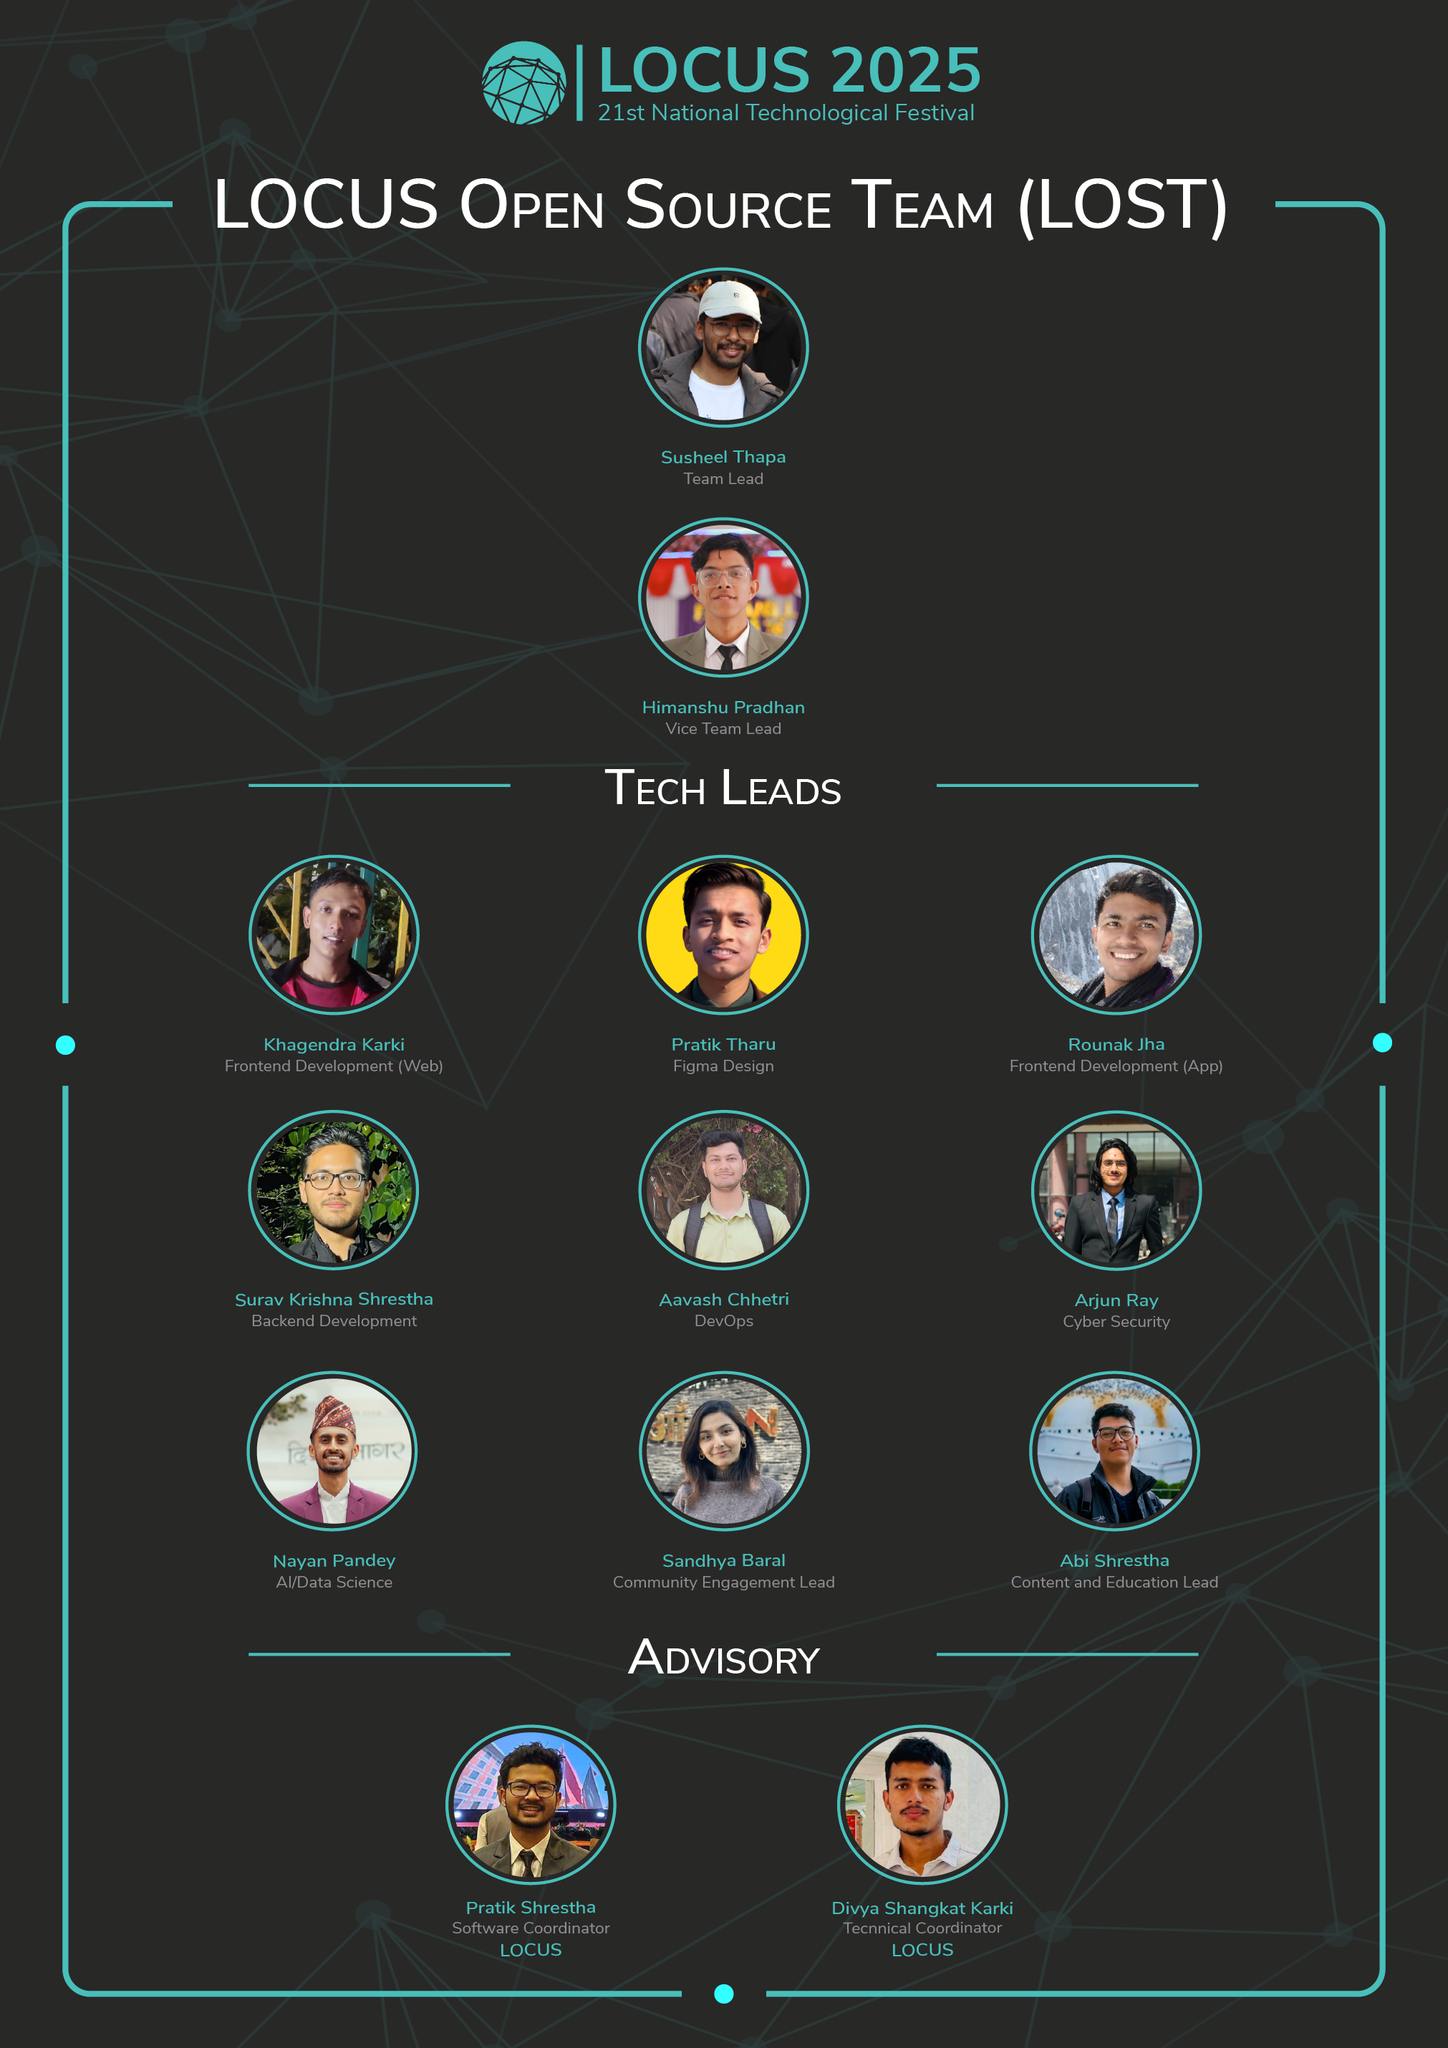 LOCUS 2025
21st National Technological Festival
LOCUS Open Source Team (LOST)
Susheel Thapa
Team Lead
Himanshu Pradhan
Vice Team Lead
Tech Leads
Khagendra Karki
Frontend Development (Web)
Pratik Tharu
Figma Design
Rounak Jha
Frontend Development (App)
Surav Krishna Shrestha
Backend Development
Aavash Chhetri
DevOps
Arjun Ray
Cyber Security
Nayan Pandey
AI/Data Science
Sandhya Baral
Community Engagement Lead
Abi Shrestha
Content and Education Lead
Advisory
Pratik Shrestha
Software Coordinator
LOCUS
Divya Shangkat Karki
Tecnnical Coordinator
LOCUS